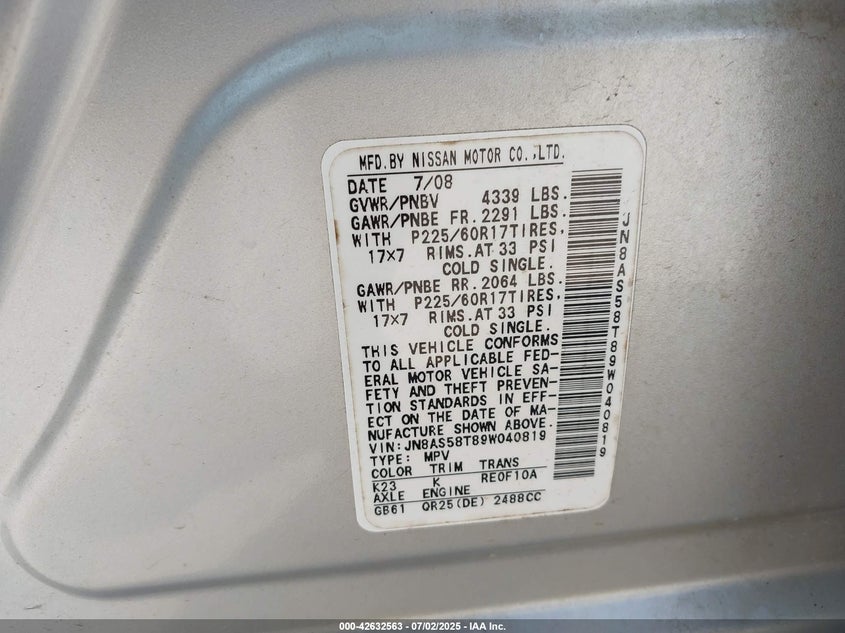 MFD.BY NISSAN MOTOR CO.,LTD.
DATE 7/08
GVWR/PNBV 4339 LBS.
GAWR/PNBE FR.2291 LBS.
WITH P225/60R17TIRES,
17×7 RIMS.AT 33 PSI
COLD SINGLE.
GAWR/PNBE RR.2064 LBS.
WITH P225/60R17TIRES,
17×7 RIMS.AT 33 PSI
COLD SINGLE.
THIS VEHICLE CONFORMS
TO ALL APPLICABLE FED-
ERAL MOTOR VEHICLE SA-
FETY AND THEFT PREVEN-
TION STANDARDS IN EFF-
ECT ON THE DATE OF MA-
NUFACTURE SHOWN ABOVE.
VIN:JN8AS58T89W040819
TYPE: MPV
COLOR TRIM TRANS
K23 K RE0F10A
AXLE ENGINE
GB61 QR25(DE) 2488CC
JN8AS58T89W040819
000-42632563 - 07/02/2025 - IAA Inc.